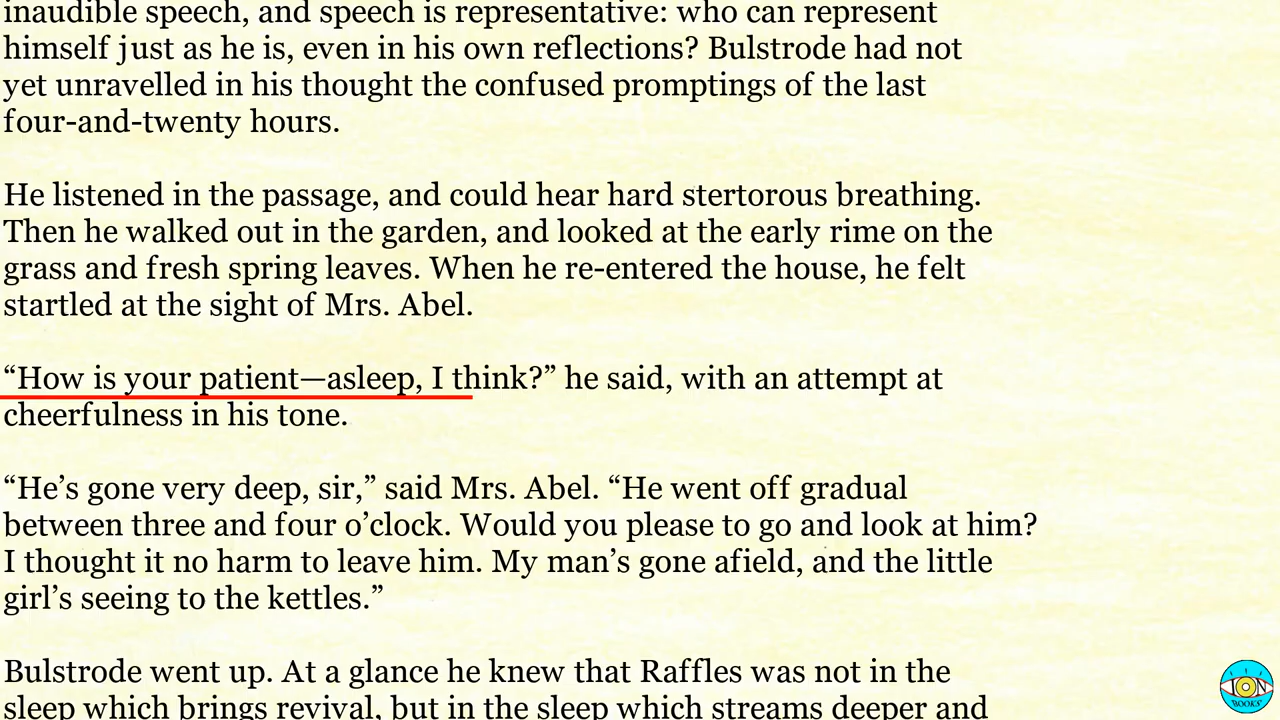 inaudible speech, and speech is representative: who can represent
himself just as he is, even in his own reflections? Bulstrode had not
yet unravelled in his thought the confused promptings of the last
four-and-twenty hours.
He listened in the passage, and could hear hard stertorous breathing.
Then he walked out in the garden, and looked at the early rime on the
grass and fresh spring leaves. When he re-entered the house, he felt
startled at the sight of Mrs. Abel.
“How is your patient—asleep, I think?” he said, with an attempt at
cheerfulness in his tone.
“He’s gone very deep, sir,” said Mrs. Abel. “He went off gradual
between three and four o’clock. Would you please to go and look at him?
I thought it no harm to leave him. My man’s gone afield, and the little
girl’s seeing to the kettles.”
Bulstrode went up. At a glance he knew that Raffles was not in the
sleep which brings revival, but in the sleep which streams deeper and
ION
BOOKS